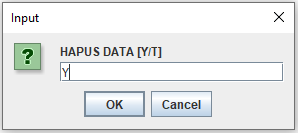 Input
HAPUS DATA [Y/T]
Y
OK Cancel